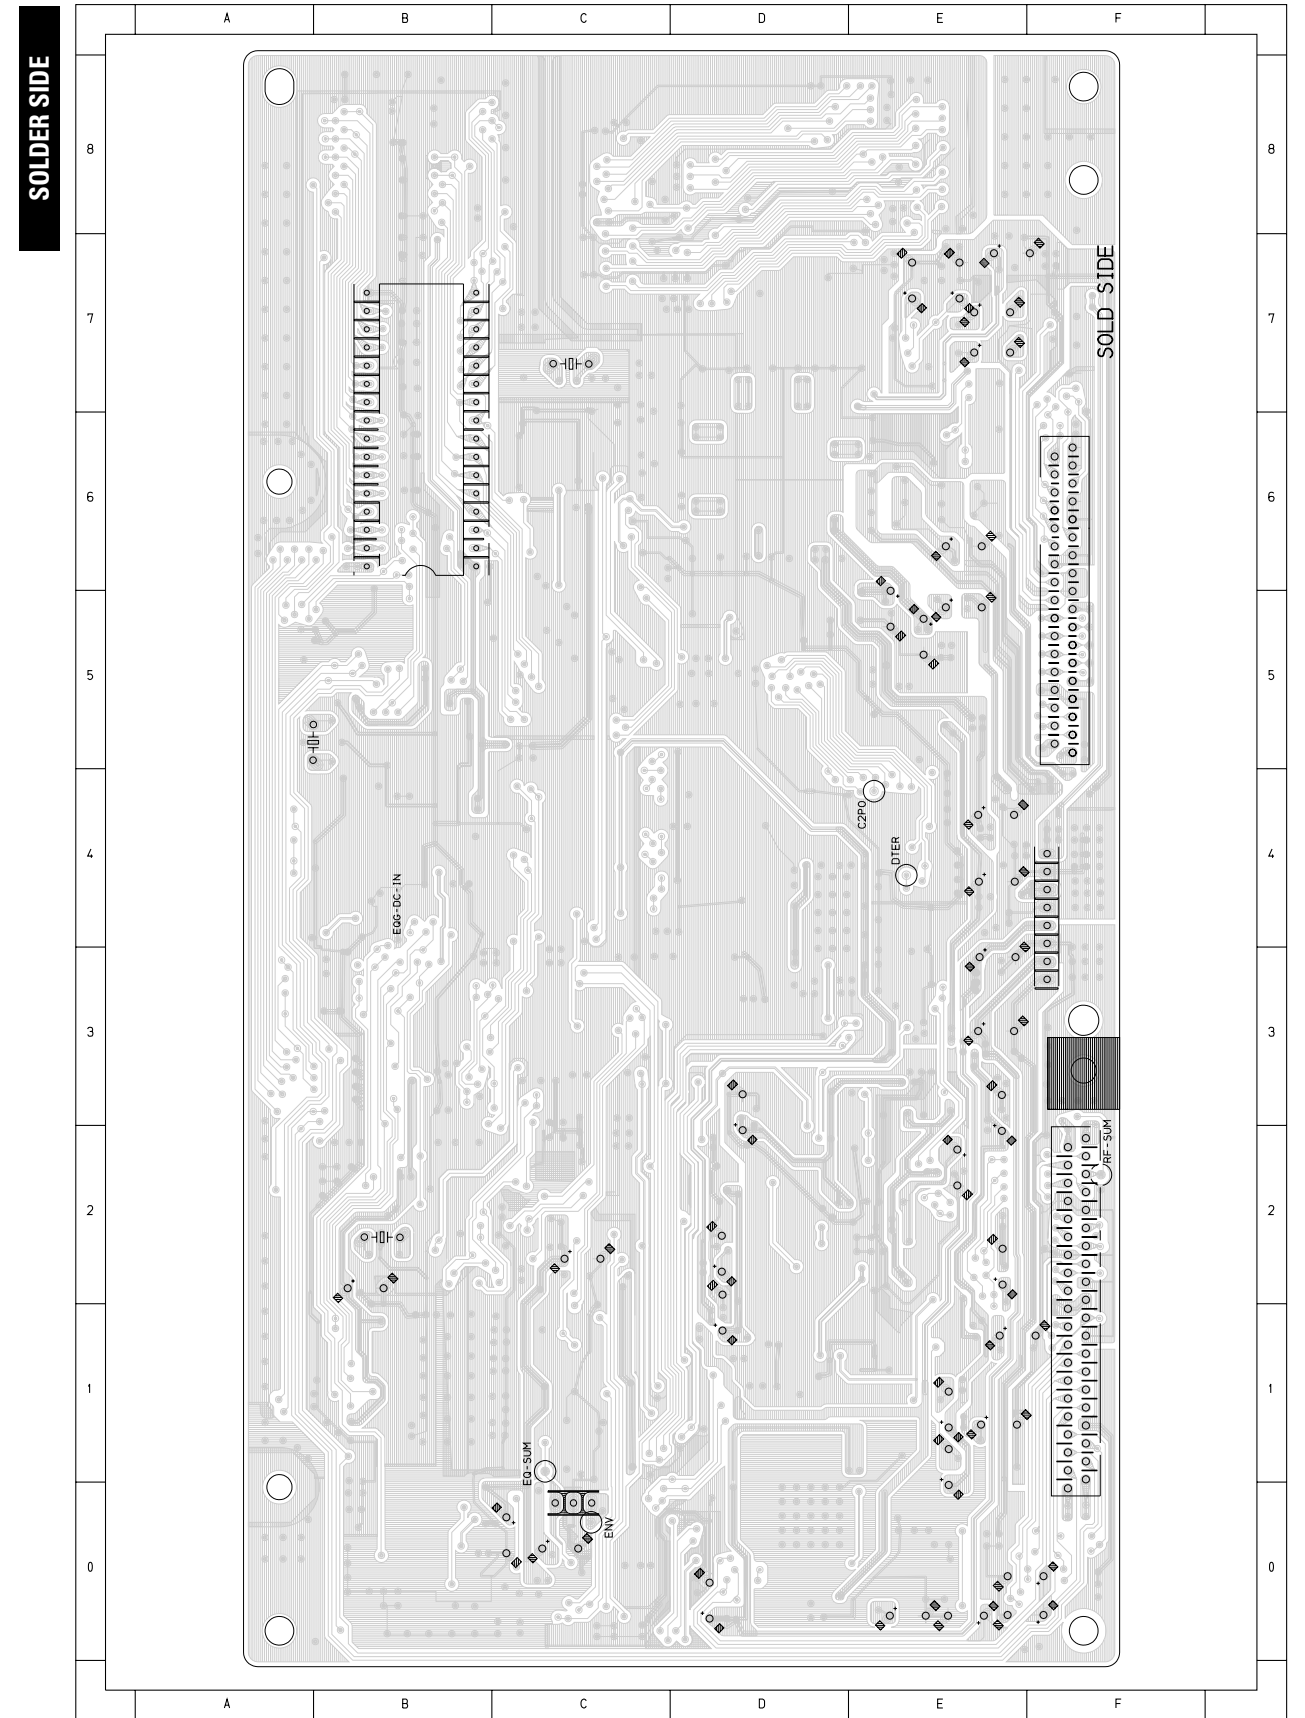 SOLDER SIDE
A B C D E F
8 8
SOLD SIDE
7 7
6 6
5 5
C2PO
DTER
4 4
EQG-DC-IN
3 3
RF-SUM
2 2
1 1
EQ-SUM
ENV
0 0
A B C D E F